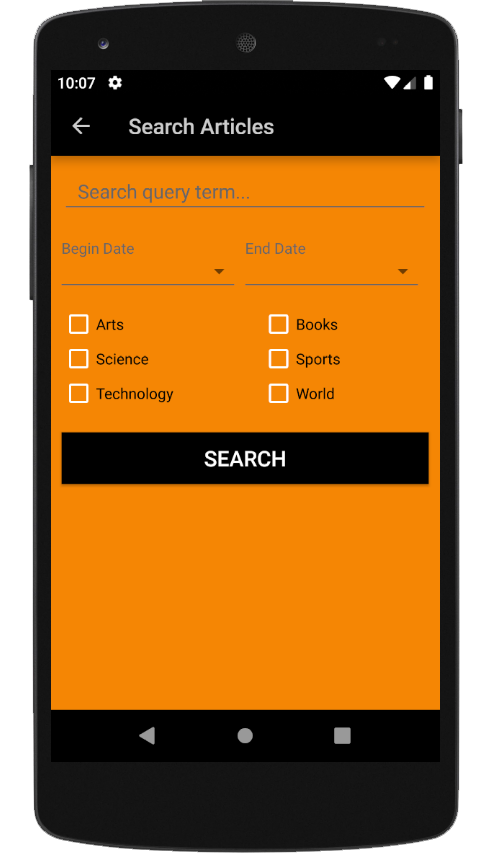 10:07
Search Articles
Search query term...
Begin Date End Date
Arts Books
Science Sports
Technology World
SEARCH